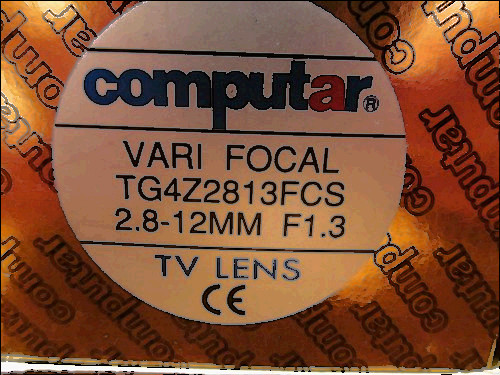 computar®
VARI FOCAL
TG4Z2813FCS
2.8-12MM F1.3
TV LENS
CE